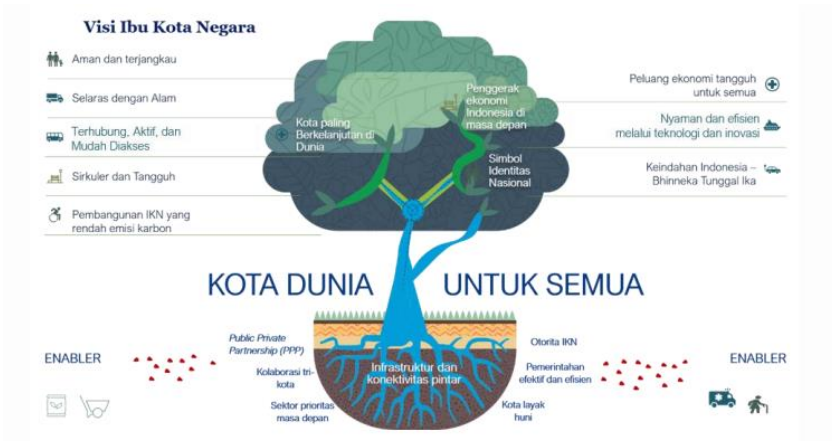 Visi Ibu Kota Negara
Aman dan terjangkau
Selaras dengan Alam
Terhubung, Aktif, dan
Mudah Diakses
Sirkuler dan Tangguh
Pembangunan IKN yang
rendah emisi karbon
Kota paling
Berkelanjutan di
Dunia
Penggerak
ekonomi
Indonesia di
masa depan
Simbol
Identitas
Nasional
Peluang ekonomi tangguh
untuk semua
Nyaman dan efisien
melalui teknologi dan inovasi
Keindahan Indonesia –
Bhinneka Tunggal Ika
KOTA DUNIA UNTUK SEMUA
ENABLER
Public Private
Partnership (PPP)
Kolaborasi tri-
kota
Sektor prioritas
masa depan
Infrastruktur dan
konektivitas pintar
Otorita IKN
Pemerintahan
efektif dan efisien
Kota layak
huni
ENABLER